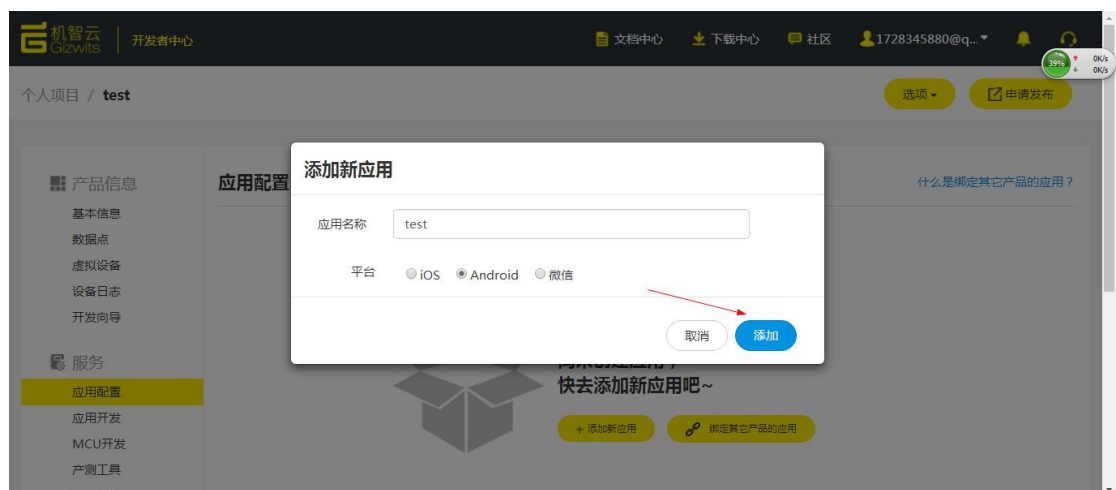 机智云
Gizwits
开发者中心
文档中心
下载中心
社区
1728345880@q...
39%
0K/s
0K/s
个人项目 / test
选项
申请发布
产品信息
基本信息
数据点
虚拟设备
设备日志
开发向导
服务
应用配置
应用开发
MCU开发
产测工具
应用配置
什么是绑定其它产品的应用？
添加新应用
应用名称
test
平台
iOS
Android
微信
取消
添加
快去添加新应用吧~
+ 添加新应用
绑定其它产品的应用